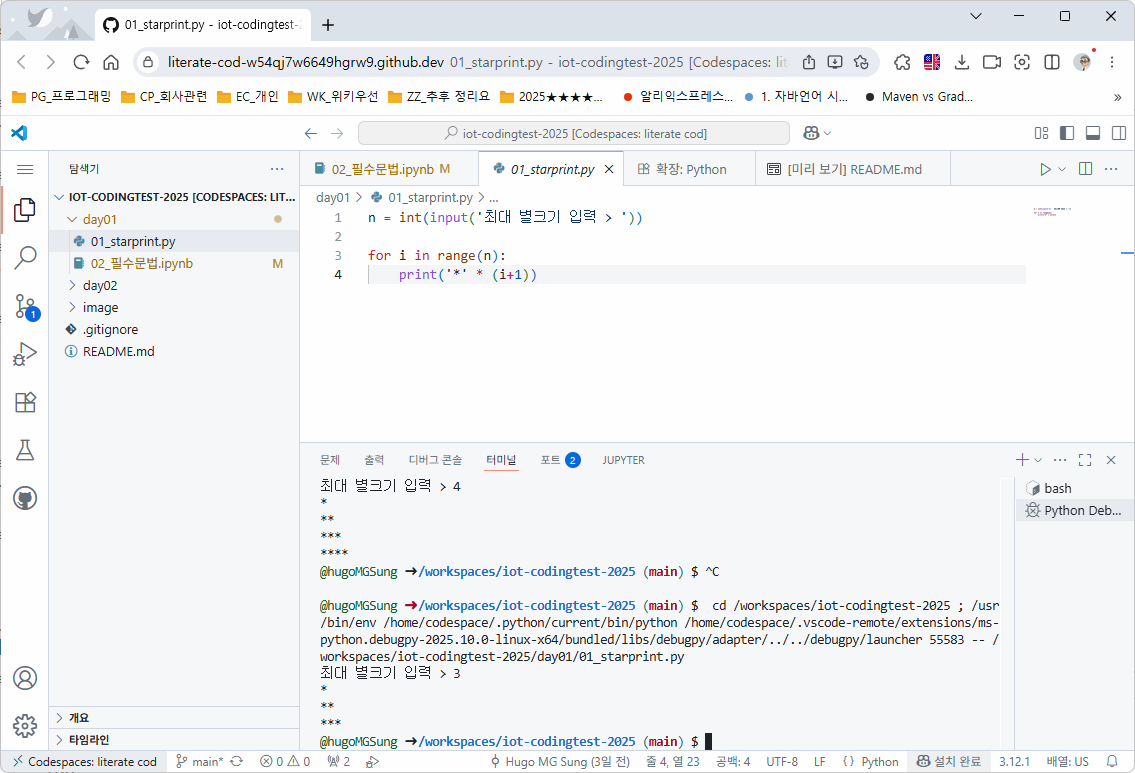 01_starprint.py - iot-codingtest-
literate-cod-w54qj7w6649hgrw9.github.dev 01_starprint.py - iot-codingtest-2025 [Codespaces: lit
PG_프로그래밍 CP_회사관련 EC_개인 WK_위키우선 ZZ_추후 정리요 2025★★★★... 알리익스프레스... 1. 자바언어 시... Maven vs Grad... »
iot-codingtest-2025 [Codespaces: literate cod]
탐색기
02_필수문법.ipynb M 01_starprint.py 확장: Python [미리 보기] README.md
IOT-CODINGTEST-2025 [CODESPACES: LIT...
day01
01_starprint.py
02_필수문법.ipynb M
day02
image
.gitignore
README.md
1
개요
타임라인
day01 > 01_starprint.py > ...
1 n = int(input('최대 별크기 입력 > '))
2
3 for i in range(n):
4 print('*' * (i+1))
문제 출력 디버그 콘솔 터미널 포트 2 JUPYTER
bash
Python Deb...
최대 별크기 입력 > 4
*
**
***
****
@hugoMGSung ➜/workspaces/iot-codingtest-2025 (main) $ ^C
@hugoMGSung ➜/workspaces/iot-codingtest-2025 (main) $  cd /workspaces/iot-codingtest-2025 ; /usr
/bin/env /home/codespace/.python/current/bin/python /home/codespace/.vscode-remote/extensions/ms-
python.debugpy-2025.10.0-linux-x64/bundled/libs/debugpy/adapter/../../debugpy/launcher 55583 -- /
workspaces/iot-codingtest-2025/day01/01_starprint.py
최대 별크기 입력 > 3
*
**
***
@hugoMGSung ➜/workspaces/iot-codingtest-2025 (main) $
Codespaces: literate cod main* 0 0 2 Hugo MG Sung (3일 전) 줄 4, 열 23 공백: 4 UTF-8 LF {} Python 설치 완료 3.12.1 배열: US